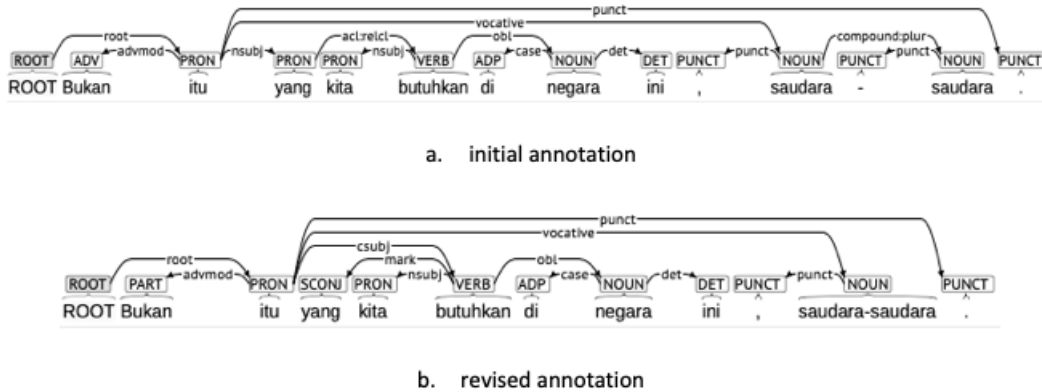 punct
vocative
root acl:relcl obl compound:plur
advmod nsubj nsubj case det punct punct
ROOT ADV PRON PRON PRON VERB ADP NOUN DET PUNCT NOUN PUNCT NOUN PUNCT
ROOT Bukan itu yang kita butuhkan di negara ini , saudara - saudara .
a. initial annotation
punct
vocative
csubj
root mark obl
advmod nsubj case det punct
ROOT PART PRON SCONJ PRON VERB ADP NOUN DET PUNCT NOUN PUNCT
ROOT Bukan itu yang kita butuhkan di negara ini , saudara-saudara .
b. revised annotation